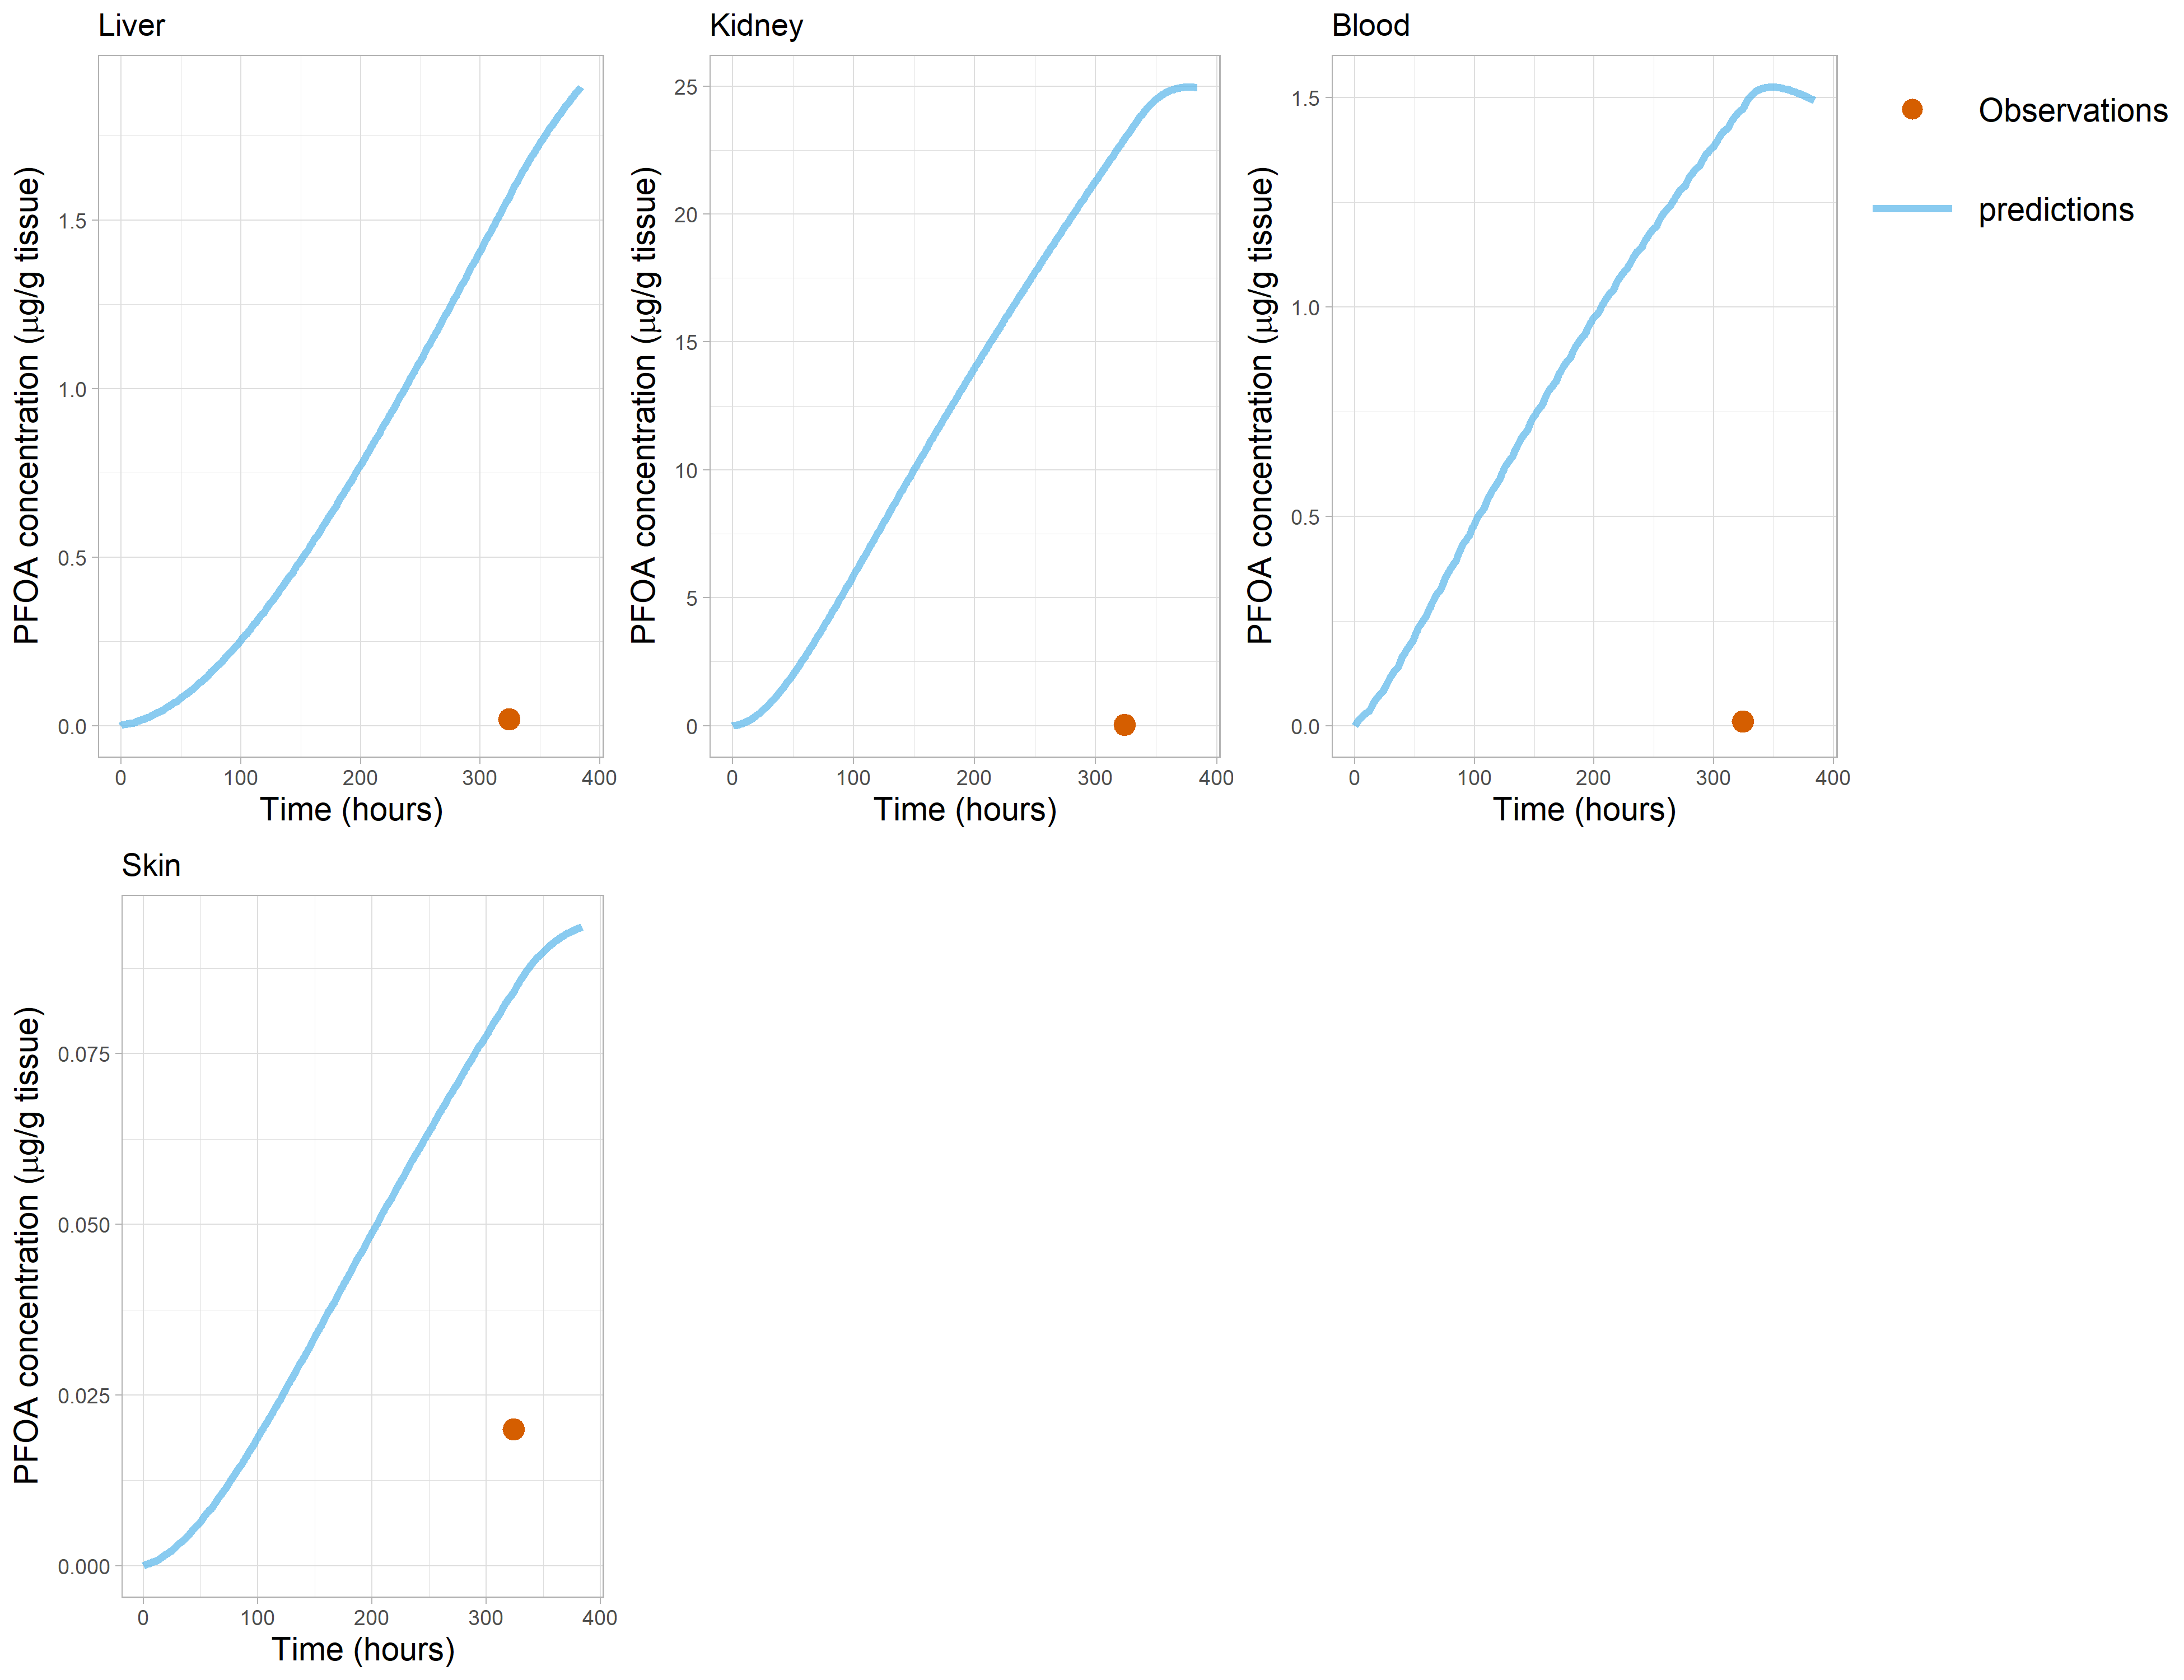 Liver
PFOA concentration (μg/g tissue)
1.5
1.0
0.5
0.0
0 100 200 300 400
Time (hours)
Kidney
PFOA concentration (μg/g tissue)
25
20
15
10
5
0
0 100 200 300 400
Time (hours)
Blood
PFOA concentration (μg/g tissue)
1.5
1.0
0.5
0.0
0 100 200 300 400
Time (hours)
Observations
predictions
Skin
PFOA concentration (μg/g tissue)
0.075
0.050
0.025
0.000
0 100 200 300 400
Time (hours)